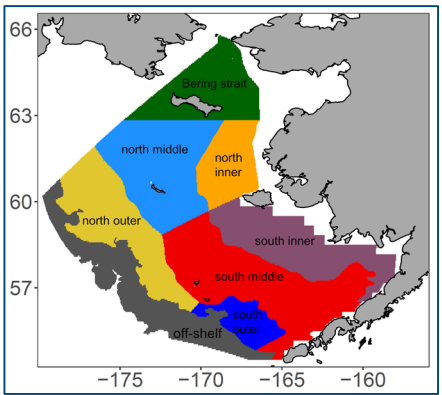 66
Bering strait
63
north middle
north
inner
60
north outer
south inner
south middle
57
south
outer
off-shelf
−175
−170
−165
−160